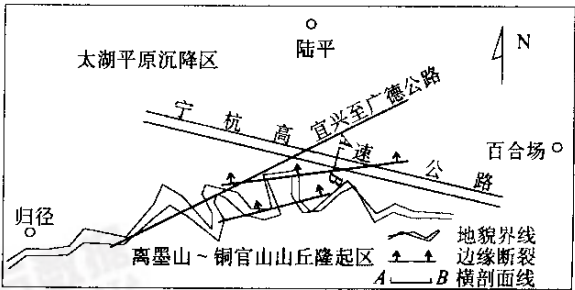 陆平
太湖平原沉降区
N
宁杭高速公路
宜兴至广德公路
A
B
百合场
归径
离墨山~铜官山山丘隆起区
地貌界线
边缘断裂
A B 横剖面线